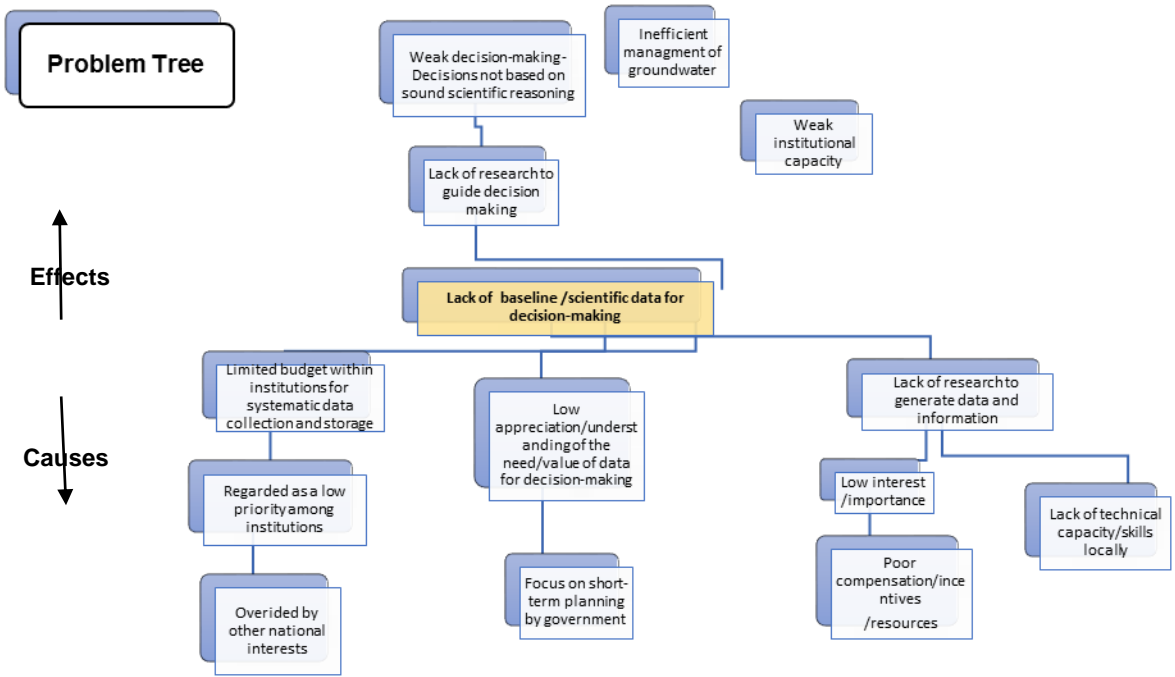 Problem Tree
Weak decision-making-
Decisions not based on
sound scientific reasoning
Inefficient
managment of
groundwater
Weak
institutional
capacity
Lack of research to
guide decision
making
Effects
Lack of baseline /scientific data for
decision-making
Causes
Limited budget within
institutions for
systematic data
collection and storage
Low
appreciation/underst
anding of the
need/value of data
for decision-making
Lack of research to
generate data and
information
Regarded as a low
priority among
institutions
Low interest
/importance
Lack of technical
capacity/skills
locally
Overided by
other national
interests
Focus on short-
term planning
by government
Poor
compensation/ince
ntives
/resources